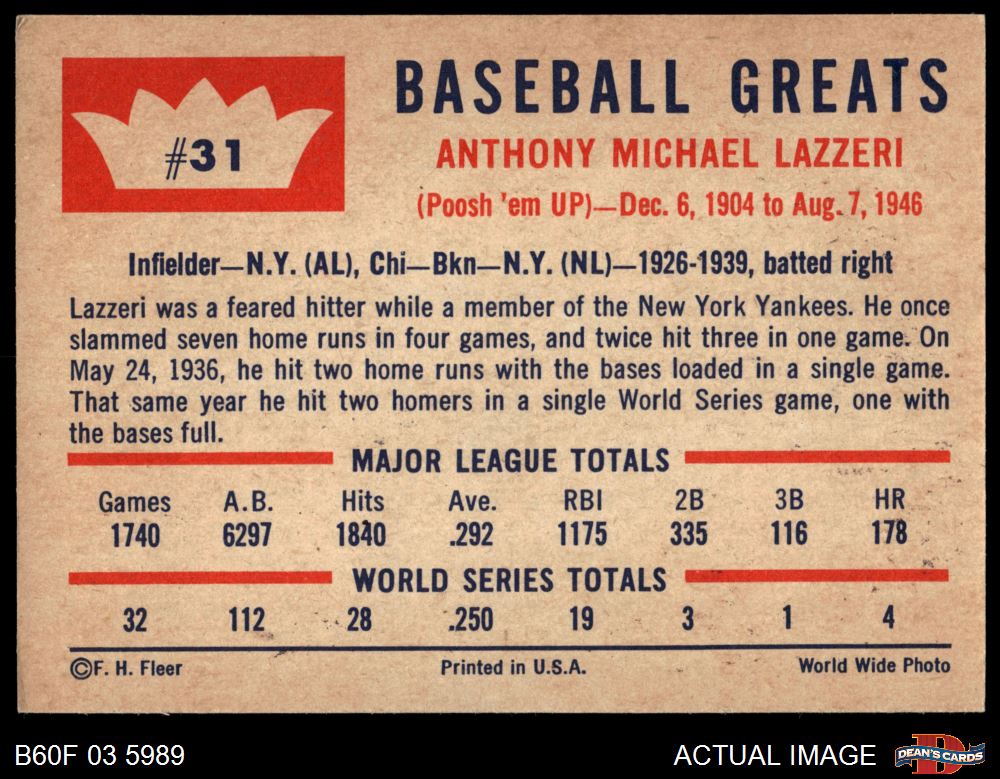 #31
BASEBALL GREATS
ANTHONY MICHAEL LAZZERI
(Poosh 'em UP)—Dec. 6, 1904 to Aug. 7, 1946
Infielder—N.Y. (AL), Chi—Bkn—N.Y. (NL)—1926-1939, batted right
Lazzeri was a feared hitter while a member of the New York Yankees. He once
slammed seven home runs in four games, and twice hit three in one game. On
May 24, 1936, he hit two home runs with the bases loaded in a single game.
That same year he hit two homers in a single World Series game, one with
the bases full.
MAJOR LEAGUE TOTALS
Games A.B. Hits Ave. RBI 2B 3B HR
1740 6297 1840 .292 1175 335 116 178
WORLD SERIES TOTALS
32 112 28 .250 19 3 1 4
©F. H. Fleer Printed in U.S.A. World Wide Photo
B60F 03 5989 ACTUAL IMAGE DEAN'S CARDS